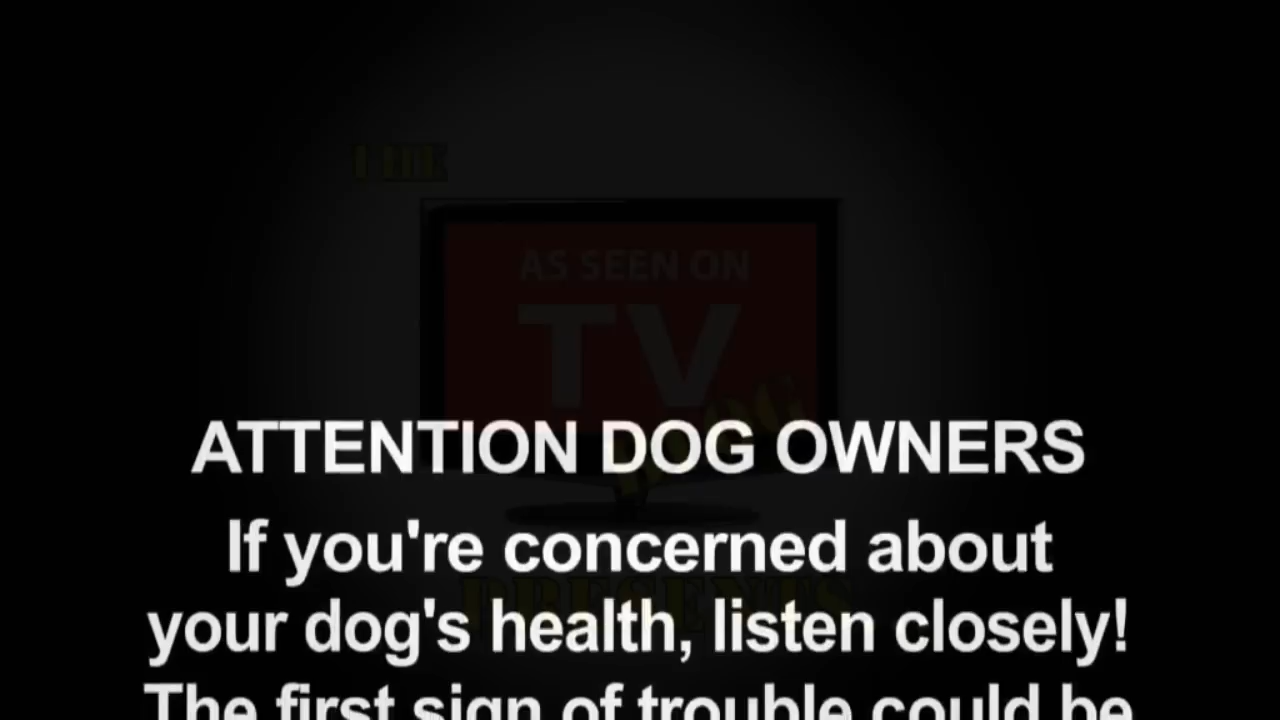 AS SEEN ON
TV
ATTENTION DOG OWNERS
If you're concerned about
PRESENTS
your dog's health, listen closely!
The first sign of trouble could be